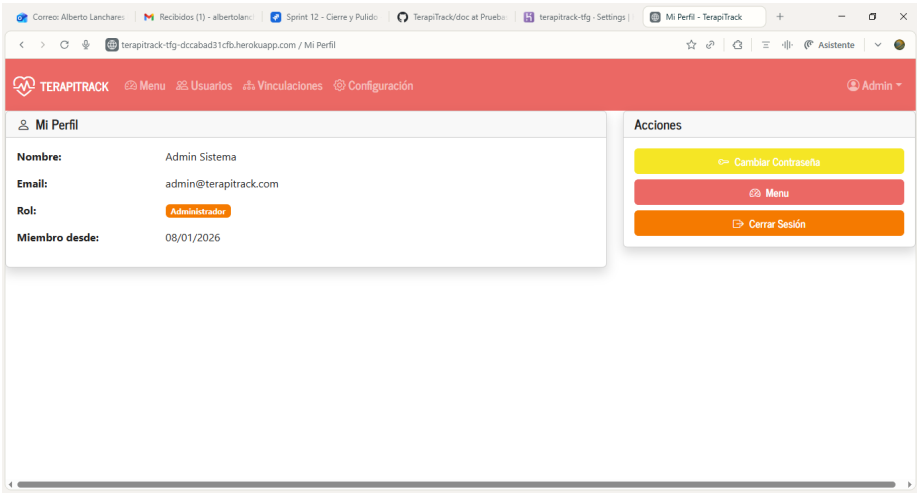 Correo: Alberto Lanchares
Recibidos (1) - albertolanc
Sprint 12 - Cierre y Pulido
TerapiTrack/doc at Prueba
terapitrack-tfg - Settings |
Mi Perfil - TerapiTrack
terapitrack-tfg-dccabad31cfb.herokuapp.com / Mi Perfil
Asistente
TERAPITRACK Menu Usuarios Vinculaciones Configuración Admin
Mi Perfil
Nombre: Admin Sistema
Email: admin@terapitrack.com
Rol: Administrador
Miembro desde: 08/01/2026
Acciones
Cambiar Contraseña
Menu
Cerrar Sesión